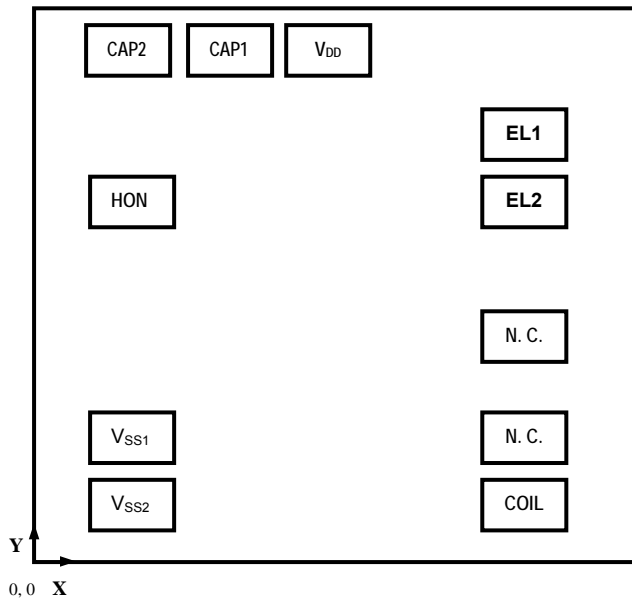 CAP2 CAP1 VDD
EL1
HON EL2
N. C.
VSS1 N. C.
VSS2 COIL
Y
0, 0 X